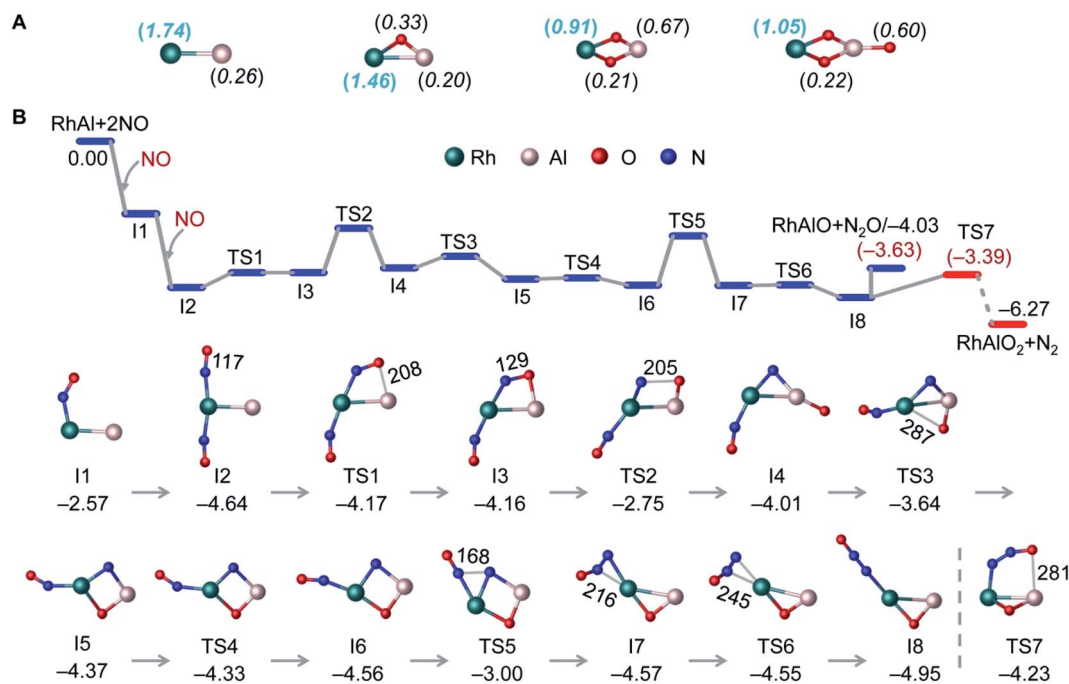 A
(1.74)
(0.26)
(0.33)
(1.46)
(0.20)
(0.91)
(0.67)
(0.21)
(1.05)
(0.60)
(0.22)
B
RhAl+2NO
0.00
NO
NO
Rh Al O N
I1
I2
TS1
I3
TS2
I4
TS3
I5
TS4
I6
TS5
I7
TS6
I8
RhAlO+N₂O/–4.03
(–3.63)
TS7
(–3.39)
–6.27
RhAlO₂+N₂
117
208
129
205
287
I1 I2 TS1 I3 TS2 I4 TS3
–2.57 –4.64 –4.17 –4.16 –2.75 –4.01 –3.64
168
216
245
281
I5 TS4 I6 TS5 I7 TS6 I8 TS7
–4.37 –4.33 –4.56 –3.00 –4.57 –4.55 –4.95 –4.23